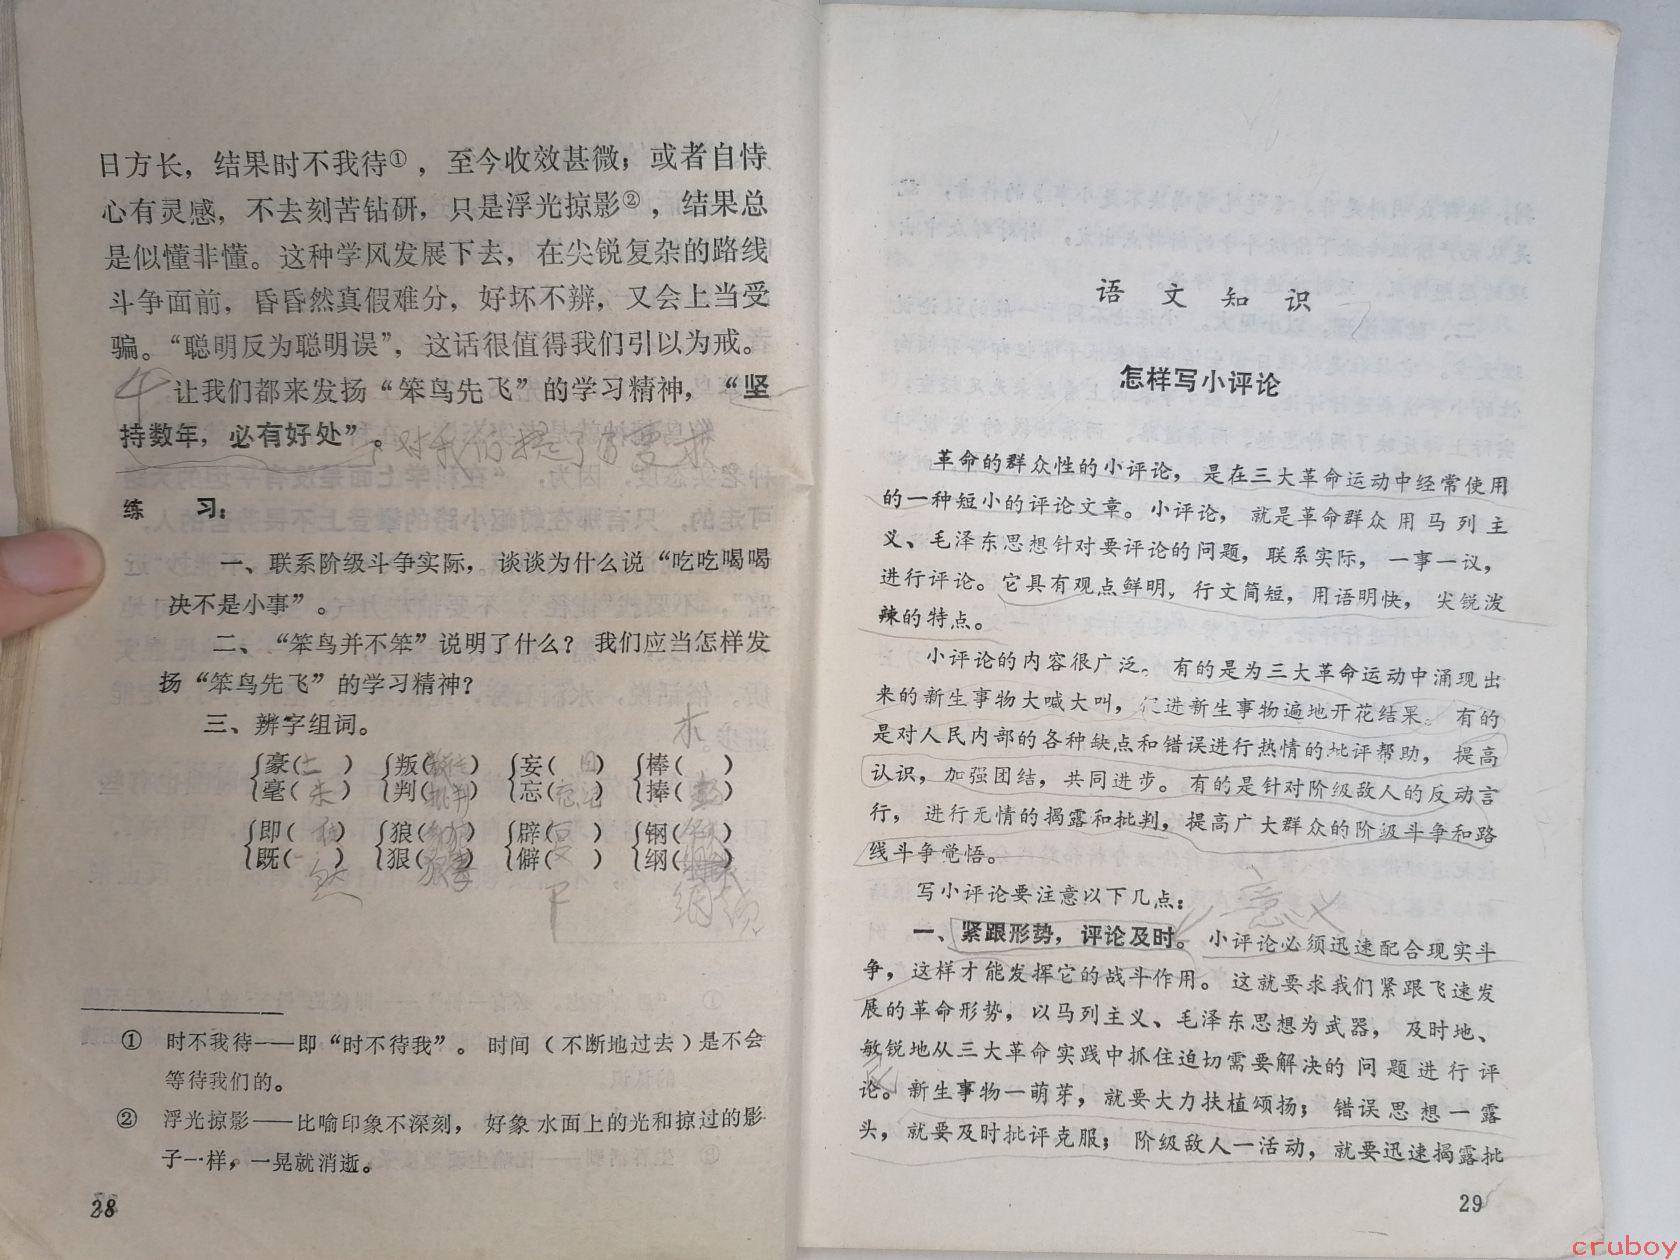 日方长，结果时不我待①，至今收效甚微；或者自恃
心有灵感，不去刻苦钻研，只是浮光掠影②，结果总
是似懂非懂。这种学风发展下去，在尖锐复杂的路线
斗争面前，昏昏然真假难分，好坏不辨，又会上当受
骗。“聪明反为聪明误”，这话很值得我们引以为戒。
让我们都来发扬“笨鸟先飞”的学习精神，“坚
持数年，必有好处”。
对我们提了的要求
练 习：
一、联系阶级斗争实际，谈谈为什么说“吃吃喝喝
决不是小事”。
二、“笨鸟并不笨”说明了什么？我们应当怎样发
扬“笨鸟先飞”的学习精神？
三、辨字组词。
木
豪(土 ) 叛( ) 妄( ) 棒( )
毫(末 ) 判(批判) 忘( ) 捧( )
即( ) 狼( ) 辟( ) 钢( )
既( ) 狠( ) 僻( ) 纲( )
然
①　时不我待——即“时不待我”。时间（不断地过去）是不会
等待我们的。
②　浮光掠影——比喻印象不深刻，好象水面上的光和掠过的影
子一样，一晃就消逝。
28
语文知识
怎样写小评论
革命的群众性的小评论，是在三大革命运动中经常使用
的一种短小的评论文章。小评论，就是革命群众用马列主
义、毛泽东思想针对要评论的问题，联系实际，一事一议，
进行评论。它具有观点鲜明，行文简短，用语明快，尖锐泼
辣的特点。
小评论的内容很广泛。有的是为三大革命运动中涌现出
来的新生事物大喊大叫，促进新生事物遍地开花结果。有的
是对人民内部的各种缺点和错误进行热情的批评帮助，提高
认识，加强团结，共同进步。有的是针对阶级敌人的反动言
行，进行无情的揭露和批判，提高广大群众的阶级斗争和路
线斗争觉悟。
写小评论要注意以下几点：
意义
一、紧跟形势，评论及时。小评论必须迅速配合现实斗
争，这样才能发挥它的战斗作用。这就要求我们紧跟飞速发
展的革命形势，以马列主义、毛泽东思想为武器，及时地、
敏锐地从三大革命实践中抓住迫切需要解决的问题进行评
论。新生事物一萌芽，就要大力扶植颂扬；错误思想一露
头，就要及时批评克服；阶级敌人一活动，就要迅速揭露批
29
cruboy